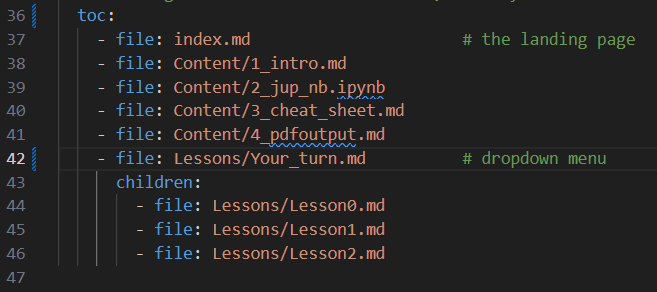 36 toc:
37 - file: index.md # the landing page
38 - file: Content/1_intro.md
39 - file: Content/2_jup_nb.ipynb
40 - file: Content/3_cheat_sheet.md
41 - file: Content/4_pdfoutput.md
42 - file: Lessons/Your_turn.md # dropdown menu
43 children:
44 - file: Lessons/Lesson0.md
45 - file: Lessons/Lesson1.md
46 - file: Lessons/Lesson2.md
47